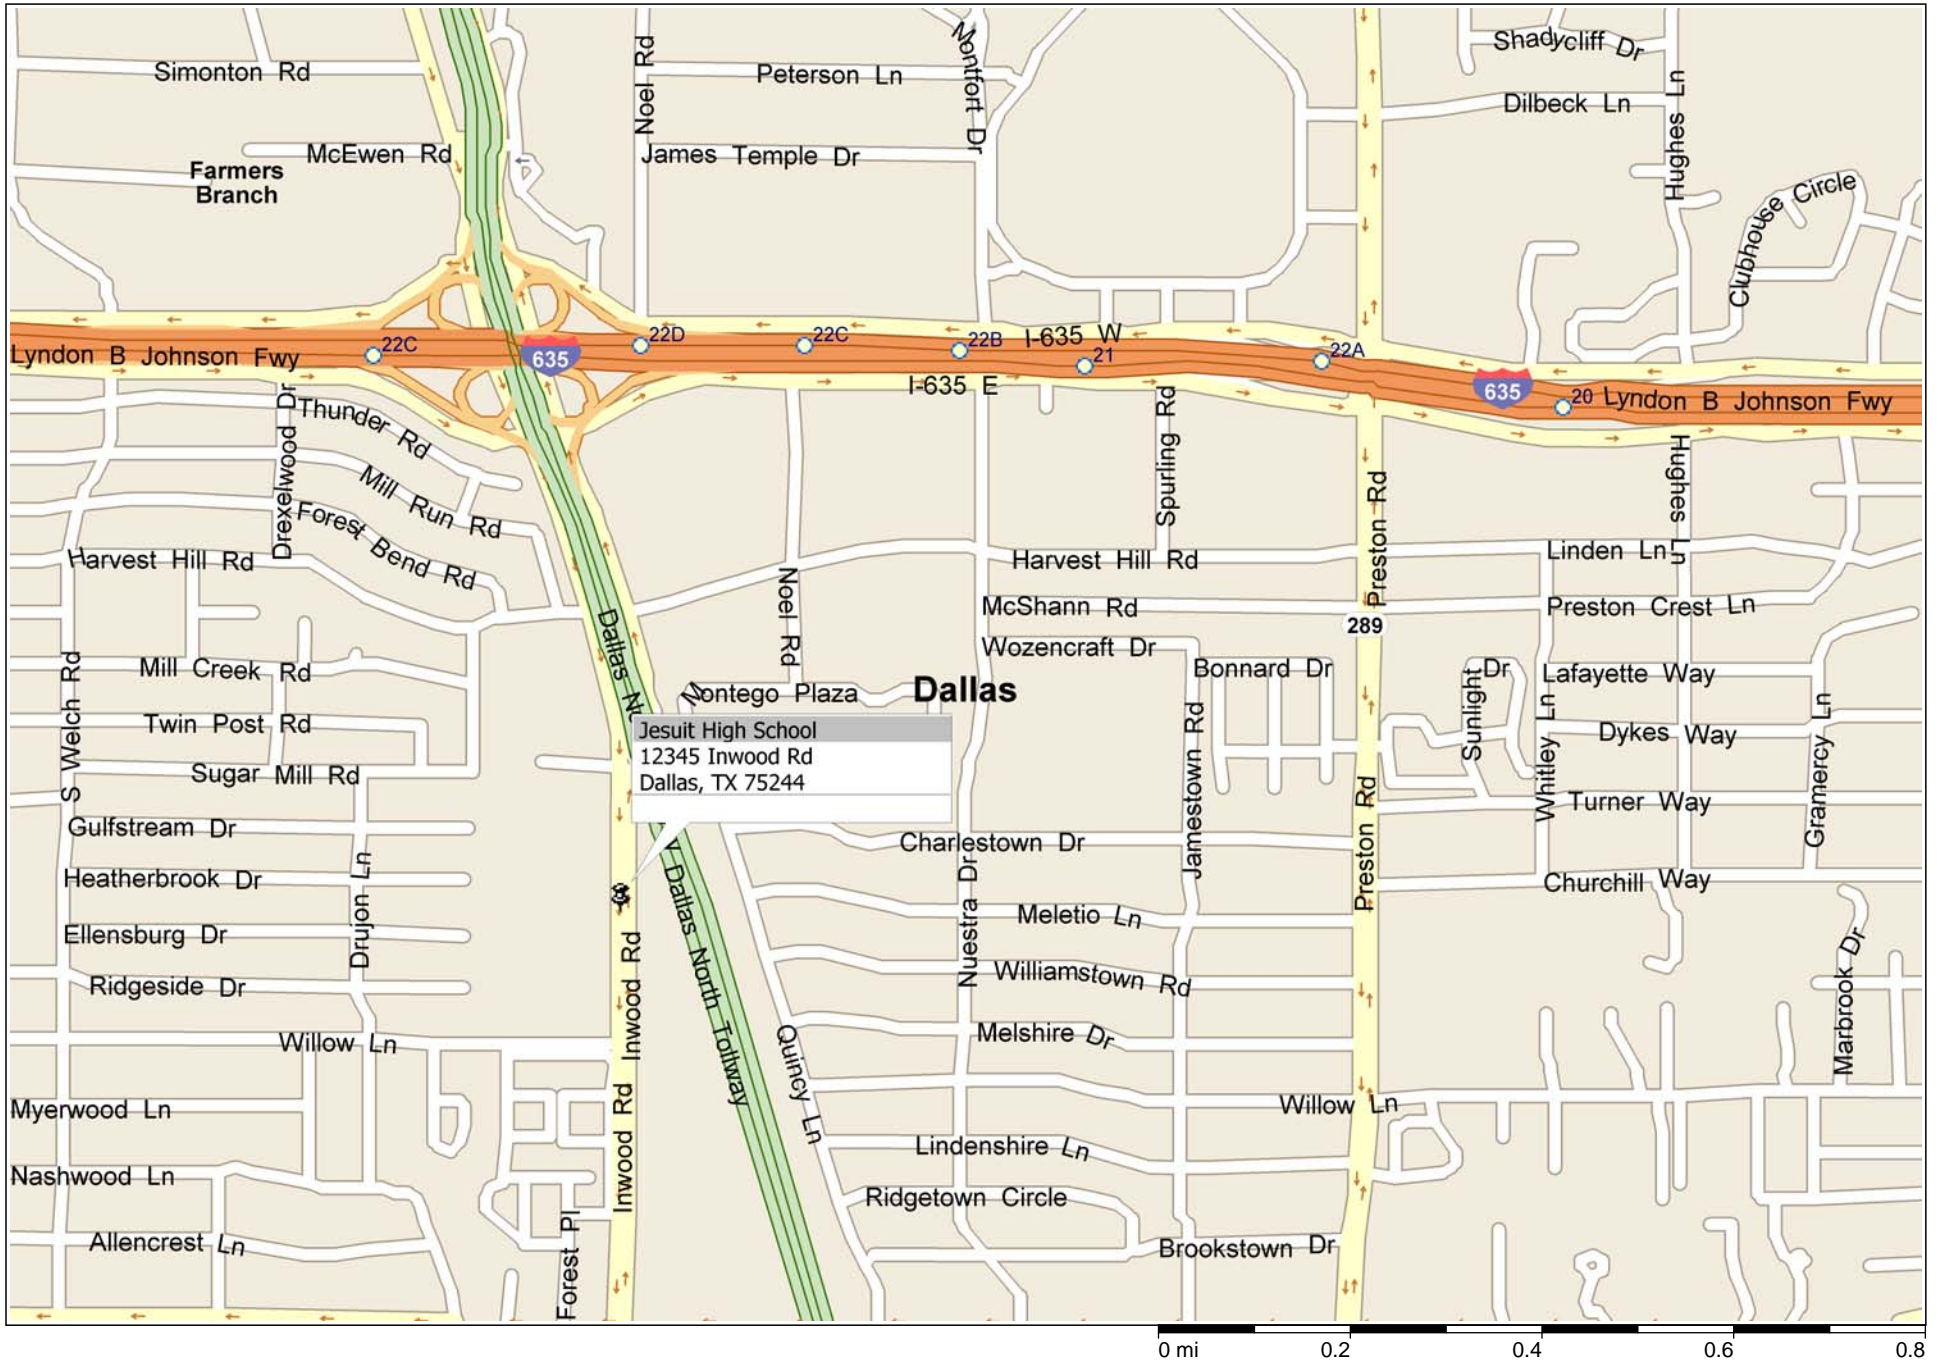 Shadycliff Dr
Simonton Rd
Noel Rd
Peterson Ln
Montfort Dr
Dilbeck Ln
Hughes Ln
McEwen Rd
James Temple Dr
Farmers
Branch
Clubhouse Circle
22C
22D
22C
22B
I-635 W
21
22A
Lyndon B Johnson Fwy
635
I-635 E
635
20
Lyndon B Johnson Fwy
Drexelwood Dr
Thunder Rd
Mill Run Rd
Forest Bend Rd
Spurling Rd
Preston Rd
Hughes Ln
Harvest Hill Rd
Harvest Hill Rd
Linden Ln
Noel Rd
McShann Rd
Preston Crest Ln
289
Wozencraft Dr
Bonnard Dr
Sunlight Dr
Lafayette Way
S Welch Rd
Mill Creek Rd
Montego Plaza
Dallas
Twin Post Rd
Jesuit High School
12345 Inwood Rd
Dallas, TX 75244
Jamestown Rd
Whitley Ln
Dykes Way
Gramercy Ln
Sugar Mill Rd
Preston Rd
Turner Way
Gulfstream Dr
Charlestown Dr
Heatherbrook Dr
Drujon Ln
Nuestra Dr
Churchill Way
Meletio Ln
Ellensburg Dr
Inwood Rd
Dallas North Tollway
Williamstown Rd
Marbrook Dr
Ridgeside Dr
Willow Ln
Quincy Ln
Melshire Dr
Myerwood Ln
Inwood Rd
Willow Ln
Lindenshire Ln
Nashwood Ln
Ridgetown Circle
Forest Pl
Allencrest Ln
Brookstown Dr
0 mi 0.2 0.4 0.6 0.8